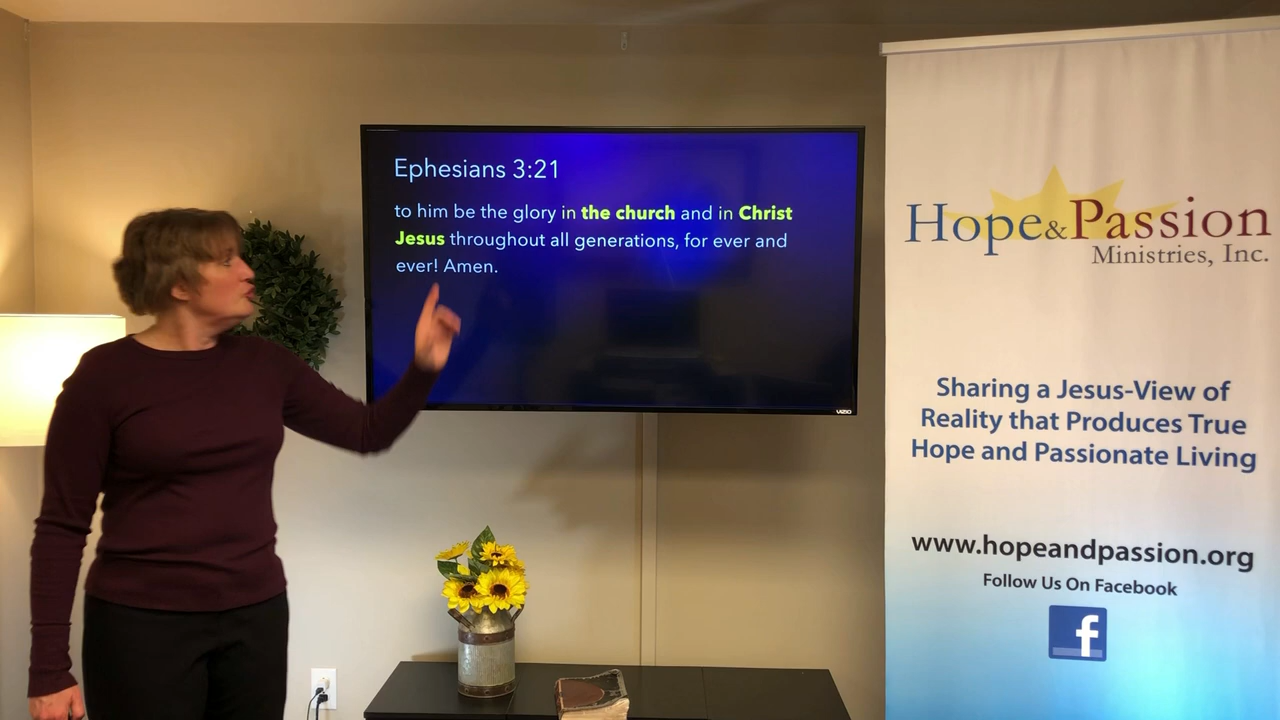 Ephesians 3:21
to him be the glory in the church and in Christ
Jesus throughout all generations, for ever and
ever! Amen.
VIZIO
Hope&Passion
Ministries, Inc.
Sharing a Jesus-View of
Reality that Produces True
Hope and Passionate Living
www.hopeandpassion.org
Follow Us On Facebook
f